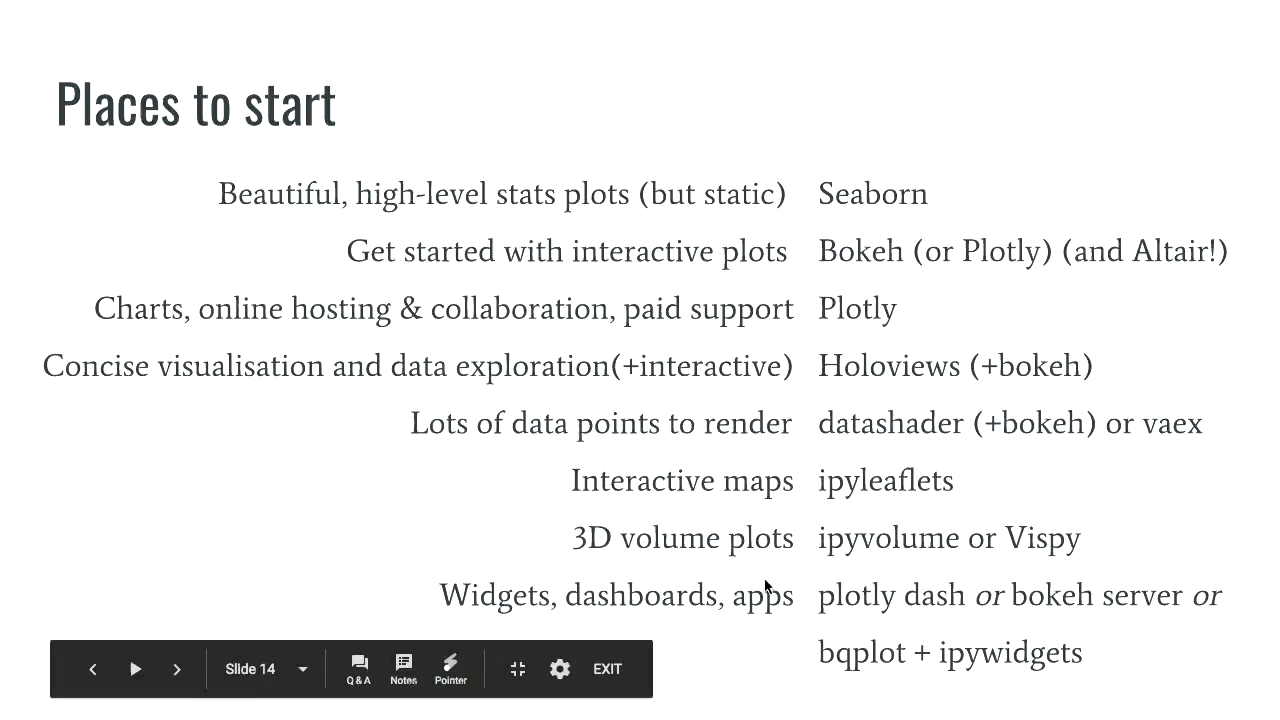 Places to start
Beautiful, high-level stats plots (but static) Seaborn
Get started with interactive plots Bokeh (or Plotly) (and Altair!)
Charts, online hosting & collaboration, paid support Plotly
Concise visualisation and data exploration(+interactive) Holoviews (+bokeh)
Lots of data points to render datashader (+bokeh) or vaex
Interactive maps ipyleaflets
3D volume plots ipyvolume or Vispy
Widgets, dashboards, apps plotly dash or bokeh server or
bqplot + ipywidgets
Slide 14 Q & A Notes Pointer EXIT